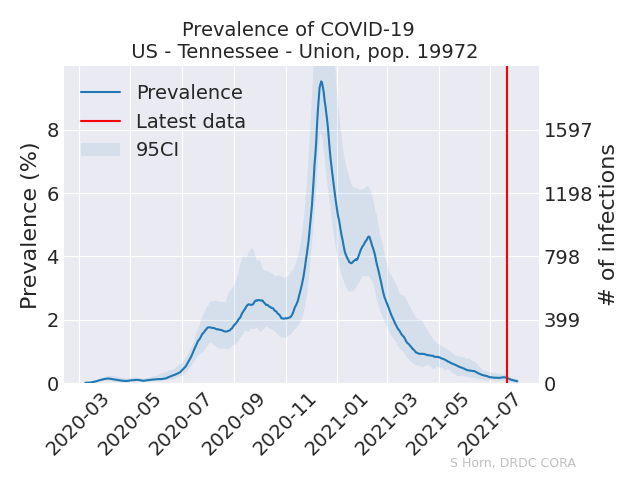 Prevalence of COVID-19
US - Tennessee - Union, pop. 19972
Prevalence
Latest data
95CI
Prevalence (%)
8
6
4
2
0
1597
1198
798
399
0
# of infections
2020-03
2020-05
2020-07
2020-09
2020-11
2021-01
2021-03
2021-05
2021-07
S Horn, DRDC CORA